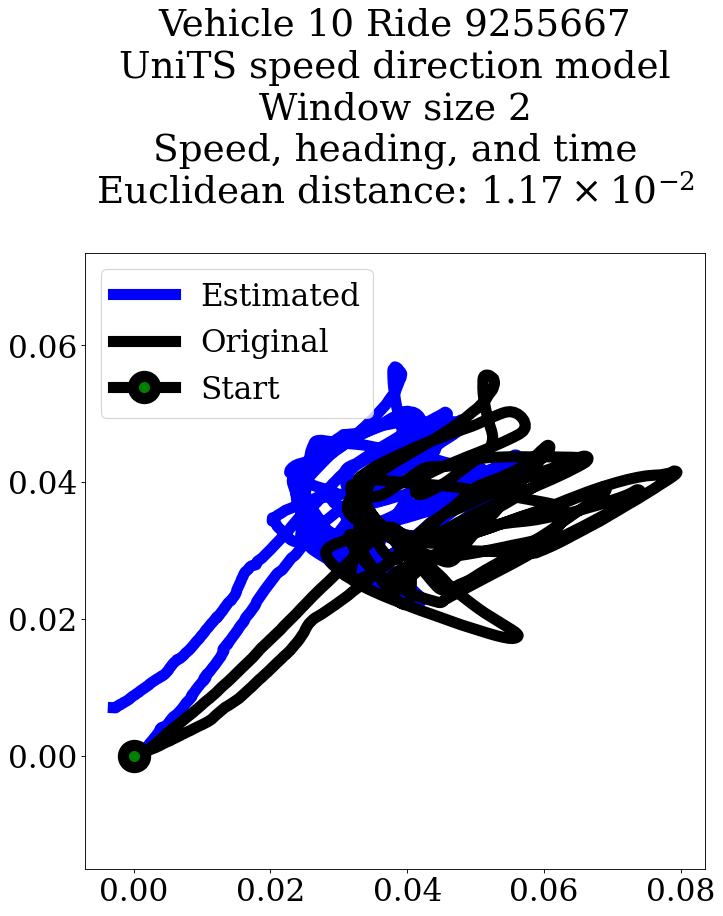 Vehicle 10 Ride 9255667
UniTS speed direction model
Window size 2
Speed, heading, and time
Euclidean distance: 1.17 × 10⁻²
Estimated
Original
Start
0.06
0.04
0.02
0.00
0.00 0.02 0.04 0.06 0.08